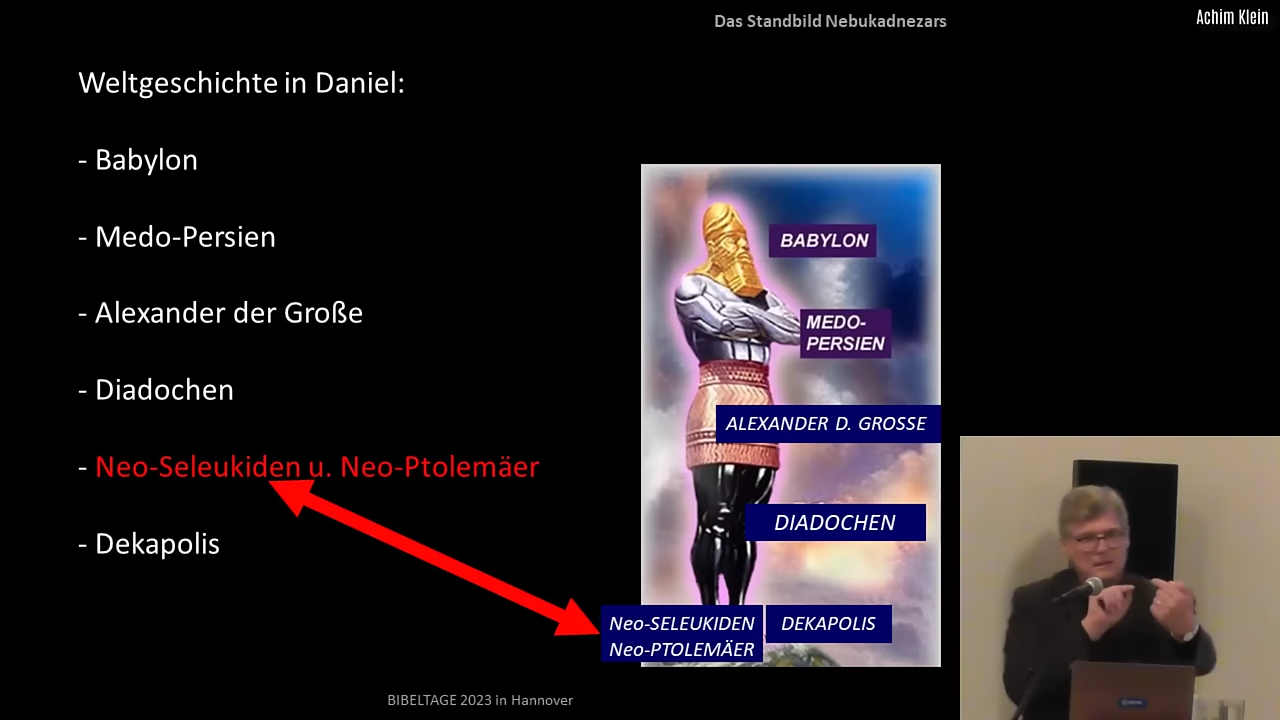 Das Standbild Nebukadnezars
Achim Klein
Weltgeschichte in Daniel:
- Babylon
- Medo-Persien
- Alexander der Große
- Diadochen
- Neo-Seleukiden u. Neo-Ptolemäer
- Dekapolis
BABYLON
MEDO-
PERSIEN
ALEXANDER D. GROSSE
DIADOCHEN
Neo-SELEUKIDEN
Neo-PTOLEMÄER
DEKAPOLIS
BIBELTAGE 2023 in Hannover